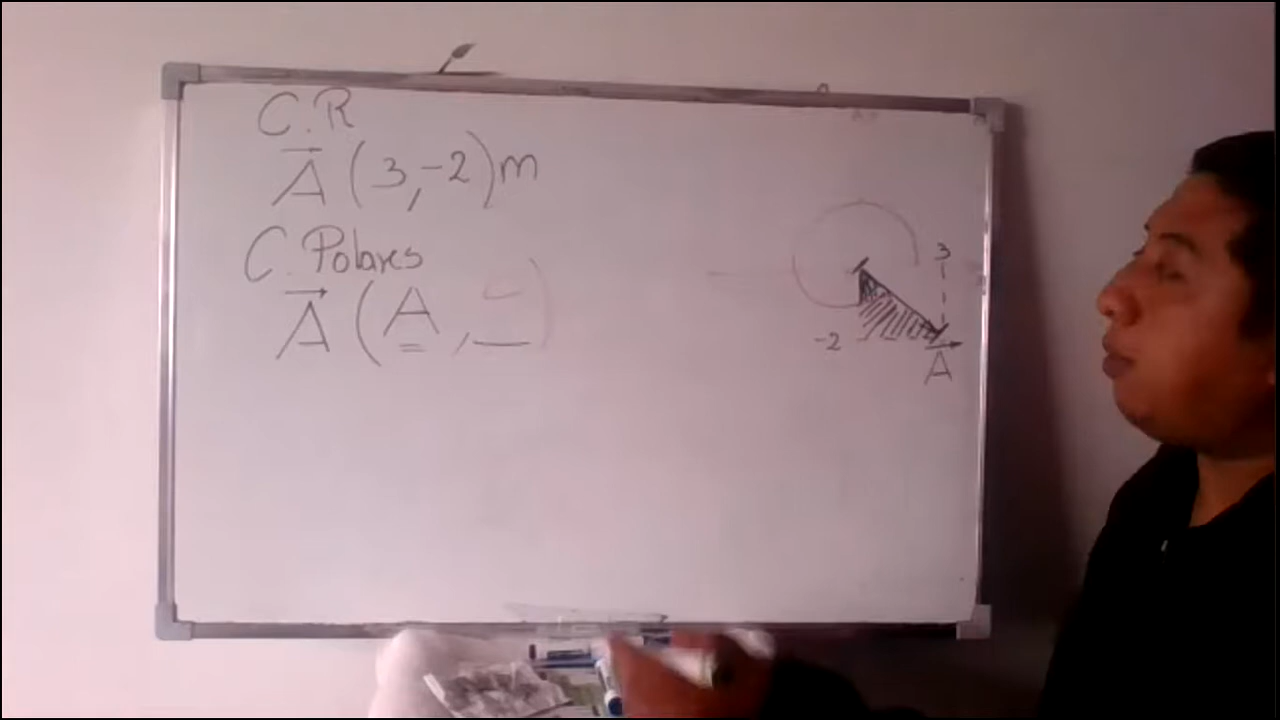 C.R
A (3,-2)m
C. Polares
A (A, _)
3
-2
A